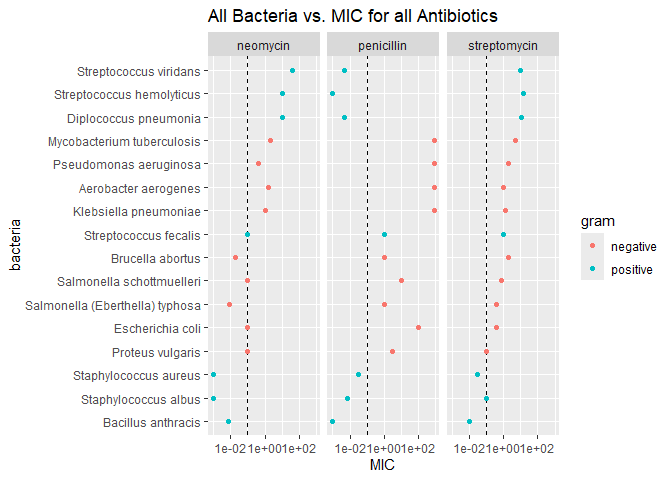 All Bacteria vs. MIC for all Antibiotics
neomycin penicillin streptomycin
Streptococcus viridans
Streptococcus hemolyticus
Diplococcus pneumonia
Mycobacterium tuberculosis
Pseudomonas aeruginosa
Aerobacter aerogenes
Klebsiella pneumoniae
Streptococcus fecalis
Brucella abortus
Salmonella schottmuelleri
Salmonella (Eberthella) typhosa
Escherichia coli
Proteus vulgaris
Staphylococcus aureus
Staphylococcus albus
Bacillus anthracis
bacteria
1e-021e+001e+02 1e-021e+001e+02 1e-021e+001e+02
MIC
gram
negative
positive